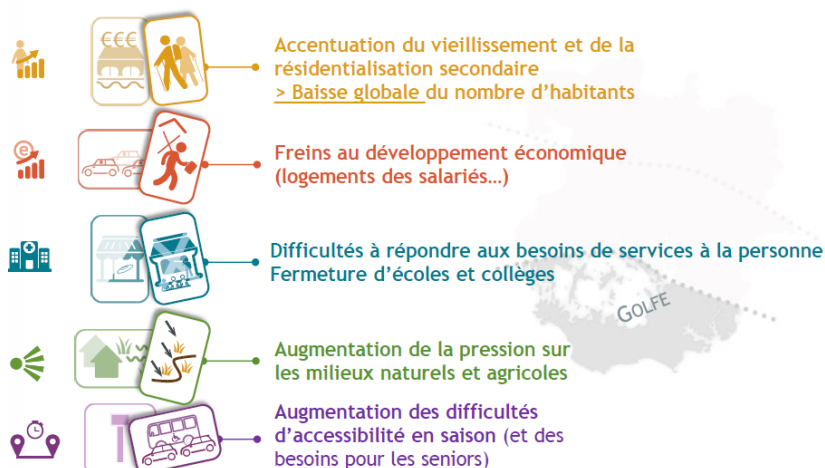 €€€
Accentuation du vieillissement et de la
résidentialisation secondaire
> Baisse globale du nombre d'habitants
e
Freins au développement économique
(logements des salariés…)
Difficultés à répondre aux besoins de services à la personne
Fermeture d'écoles et collèges
GOLFE
Augmentation de la pression sur
les milieux naturels et agricoles
Augmentation des difficultés
d'accessibilité en saison (et des
besoins pour les seniors)